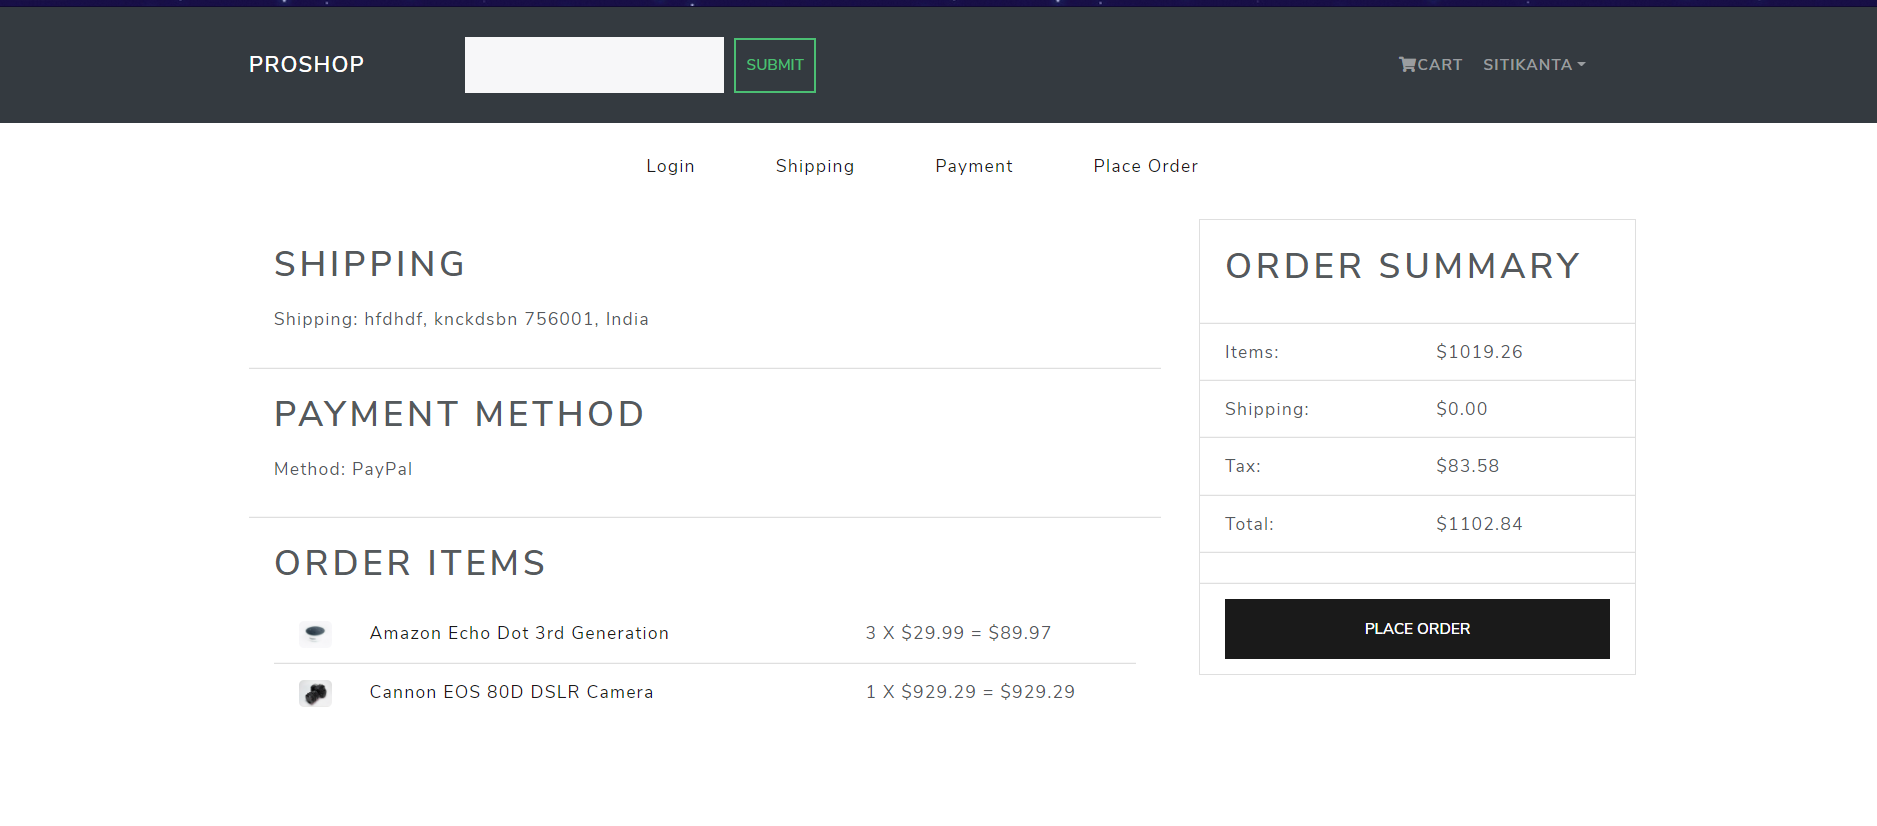 PROSHOP
SUBMIT
CART
SITIKANTA
Login
Shipping
Payment
Place Order
SHIPPING
Shipping: hfdhdf, knckdsbn 756001, India
PAYMENT METHOD
Method: PayPal
ORDER ITEMS
Amazon Echo Dot 3rd Generation
3 X $29.99 = $89.97
Cannon EOS 80D DSLR Camera
1 X $929.29 = $929.29
ORDER SUMMARY
Items: $1019.26
Shipping: $0.00
Tax: $83.58
Total: $1102.84
PLACE ORDER